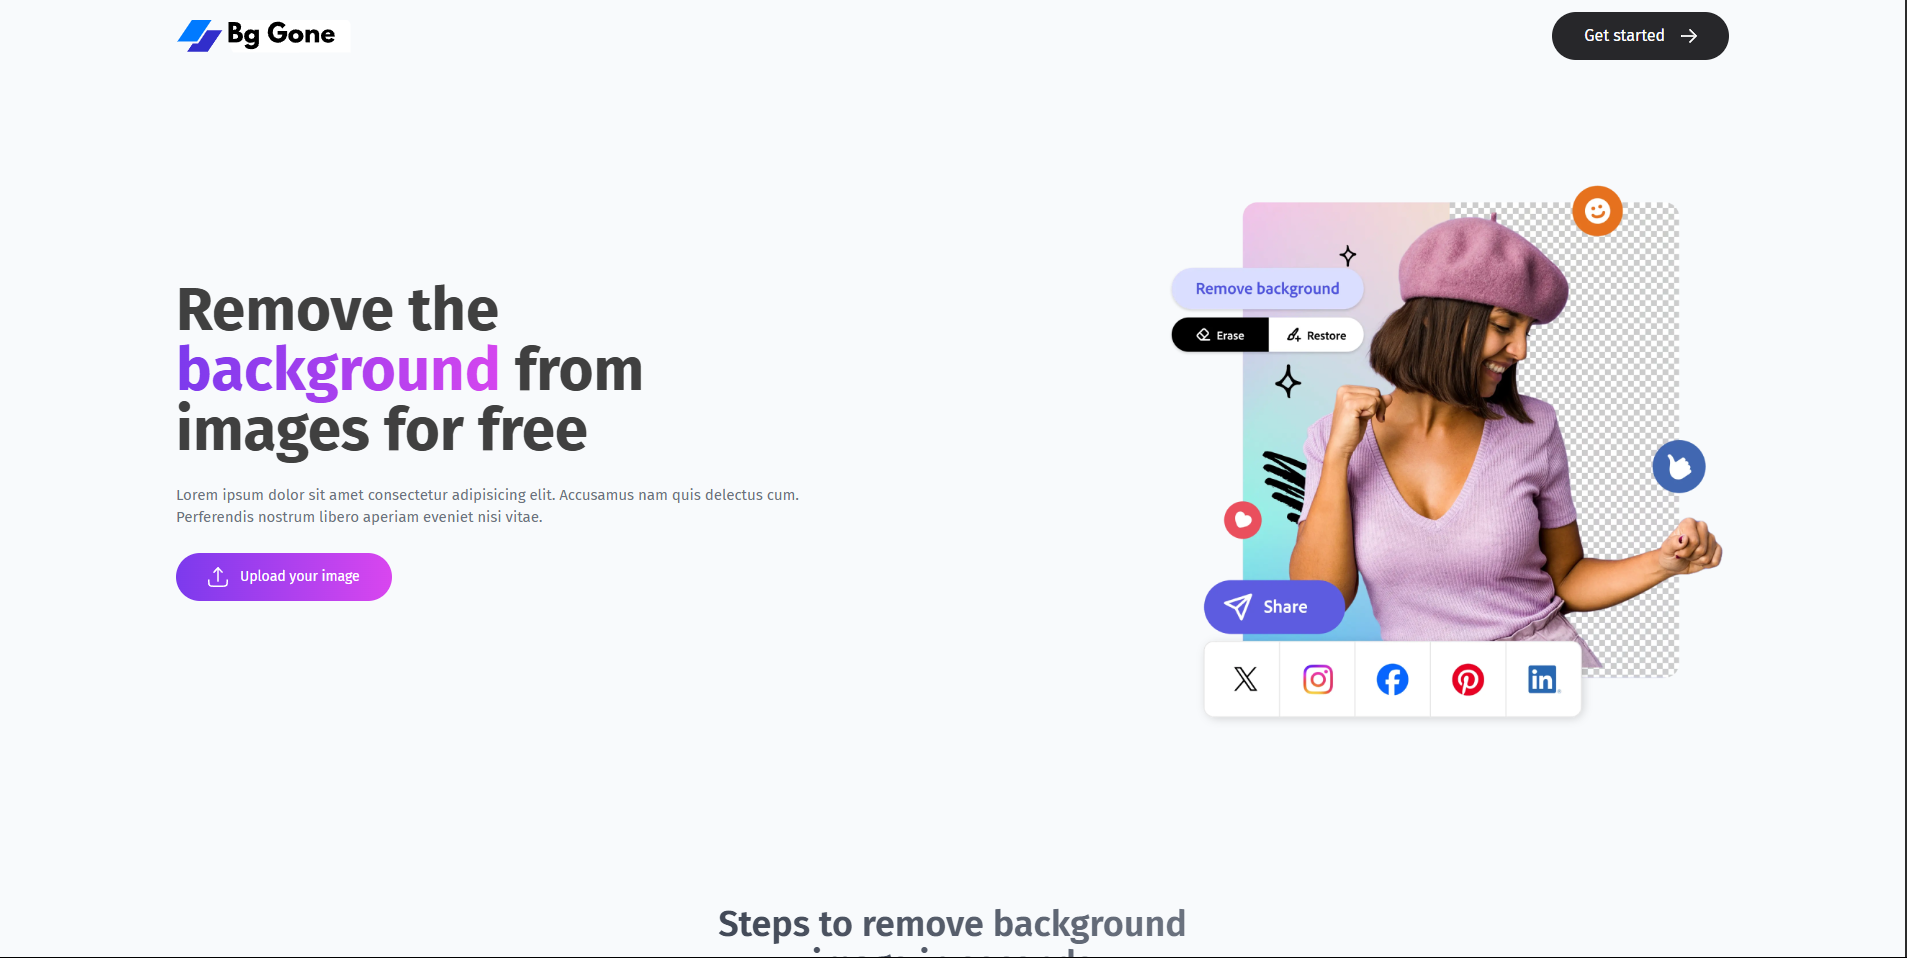 Bg Gone
Get started
Remove the
background from
images for free
Lorem ipsum dolor sit amet consectetur adipisicing elit. Accusamus nam quis delectus cum.
Perferendis nostrum libero aperiam eveniet nisi vitae.
Upload your image
Remove background
Erase
Restore
Share
Steps to remove background